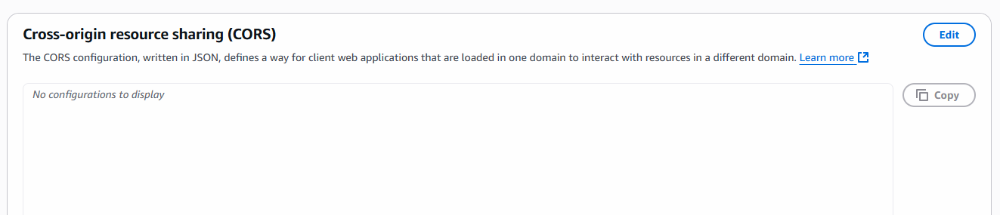 Cross-origin resource sharing (CORS)
Edit
The CORS configuration, written in JSON, defines a way for client web applications that are loaded in one domain to interact with resources in a different domain. Learn more
No configurations to display
Copy